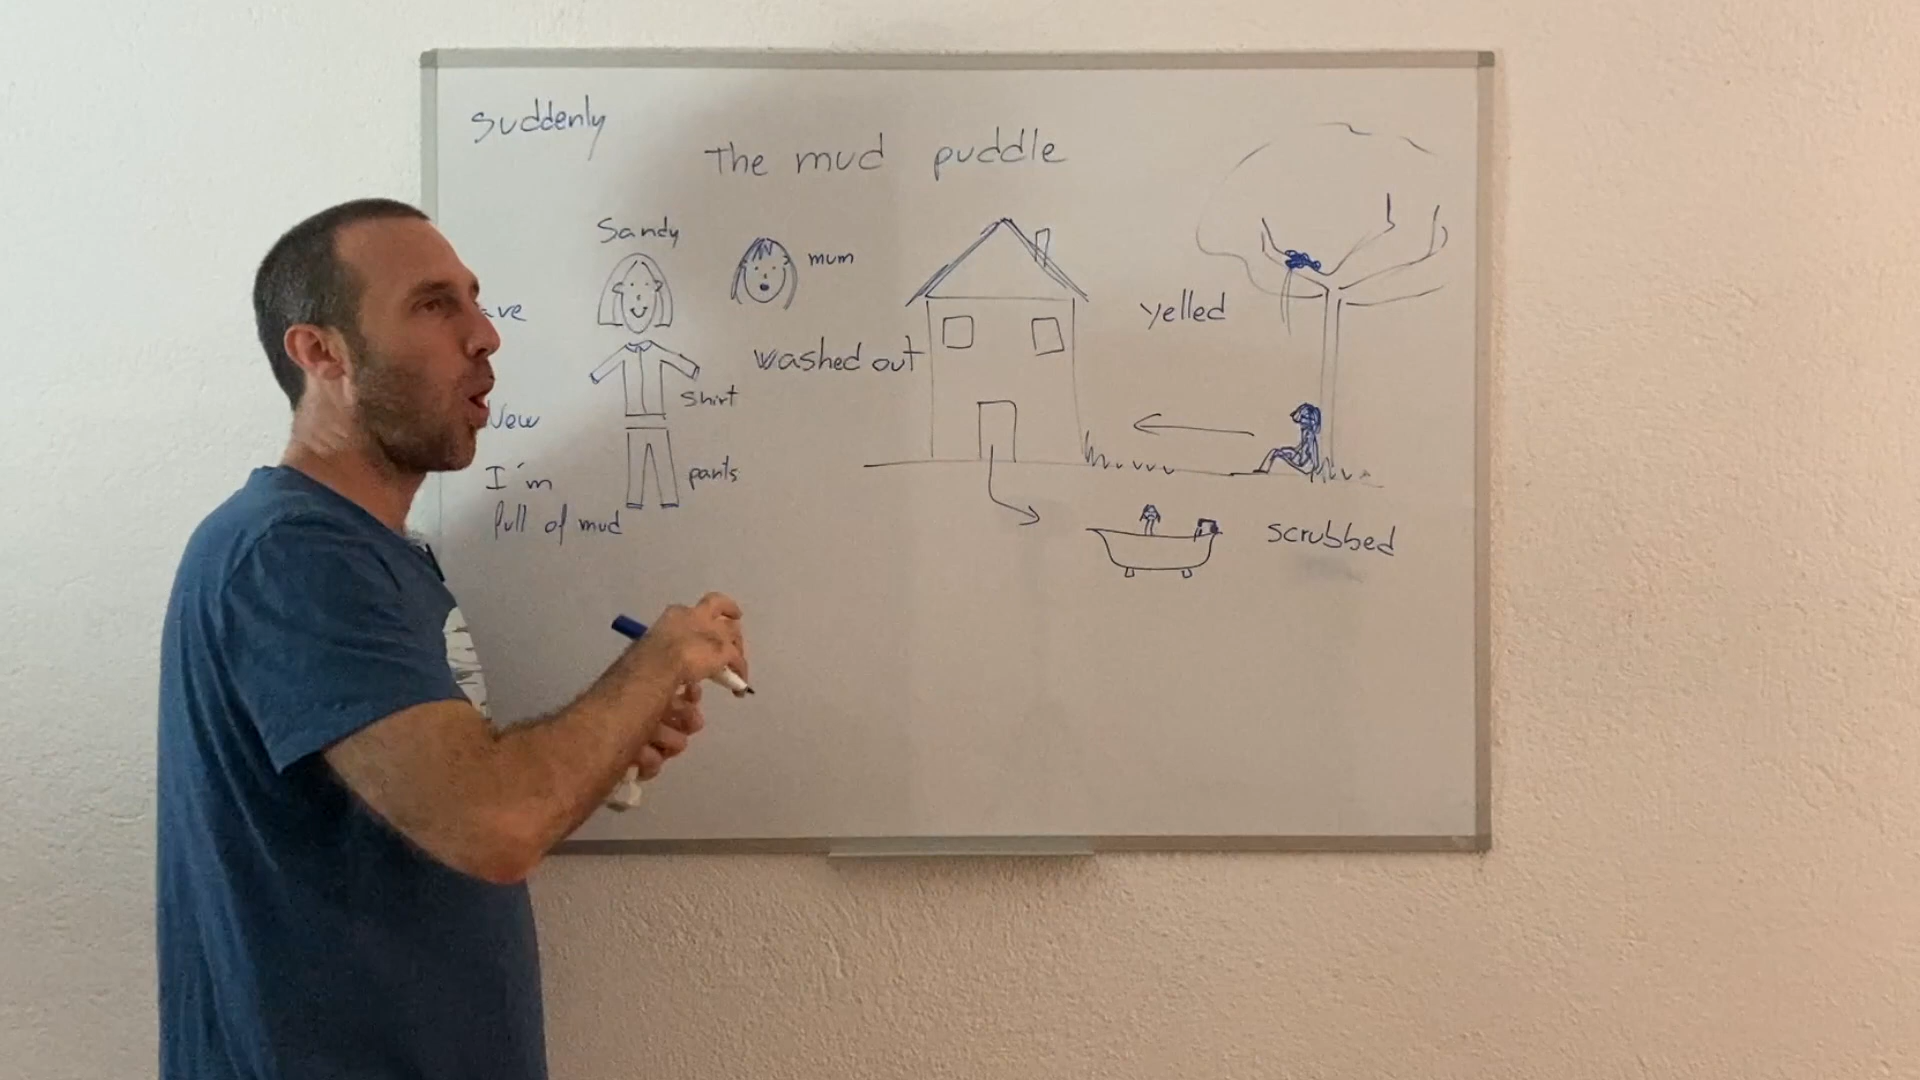 Suddenly
The mud puddle
Sandy
mum
yelled
washed out
shirt
New
pants
I'm
full of mud
scrubbed